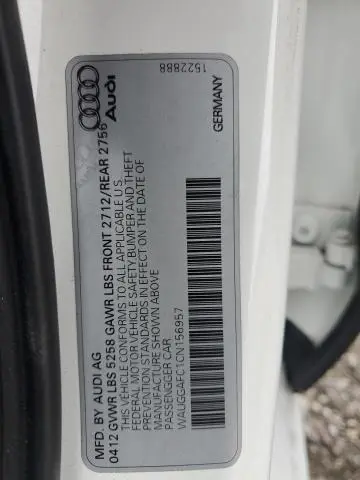 Audi
MFD. BY AUDI AG
0412 GVWR LBS 5258 GAWR LBS FRONT 2712/REAR 2756
THIS VEHICLE CONFORMS TO ALL APPLICABLE U S
FEDERAL MOTOR VEHICLE SAFETY BUMPER AND THEFT
PREVENTION STANDARDS IN EFFECT ON THE DATE OF
MANUFACTURE SHOWN ABOVE
PASSENGER CAR
WAUGGAFC1CN156957
GERMANY
1522888